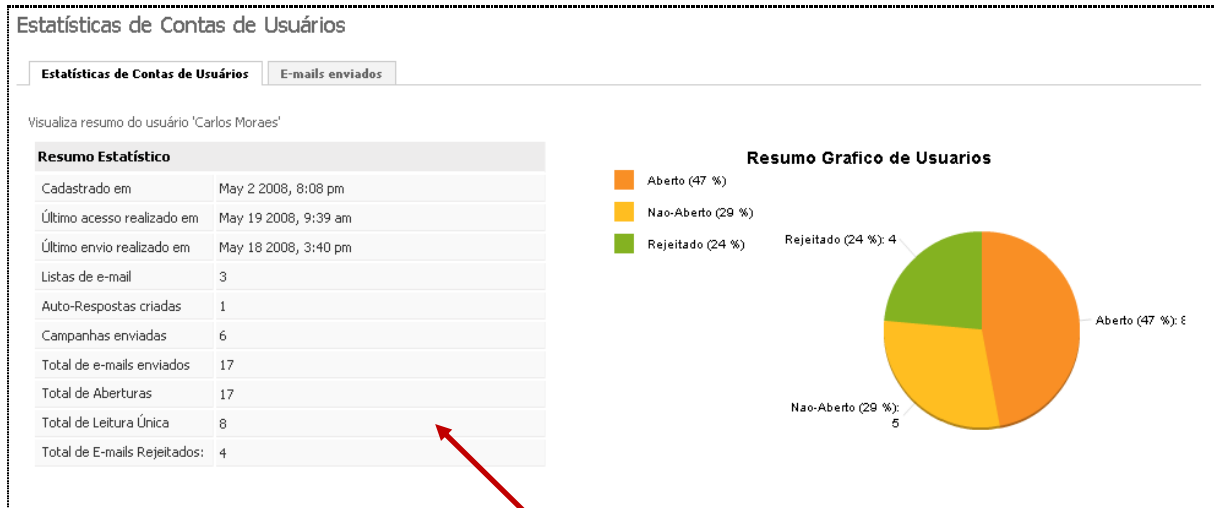 Estatísticas de Contas de Usuários
Estatísticas de Contas de Usuários E-mails enviados
Visualiza resumo do usuário 'Carlos Moraes'
Resumo Estatístico
Cadastrado em May 2 2008, 8:08 pm
Último acesso realizado em May 19 2008, 9:39 am
Último envio realizado em May 18 2008, 3:40 pm
Listas de e-mail 3
Auto-Respostas criadas 1
Campanhas enviadas 6
Total de e-mails enviados 17
Total de Aberturas 17
Total de Leitura Única 8
Total de E-mails Rejeitados: 4
Resumo Grafico de Usuarios
Aberto (47 %)
Nao-Aberto (29 %)
Rejeitado (24 %)
Rejeitado (24 %): 4
Aberto (47 %):
Nao-Aberto (29 %):
5